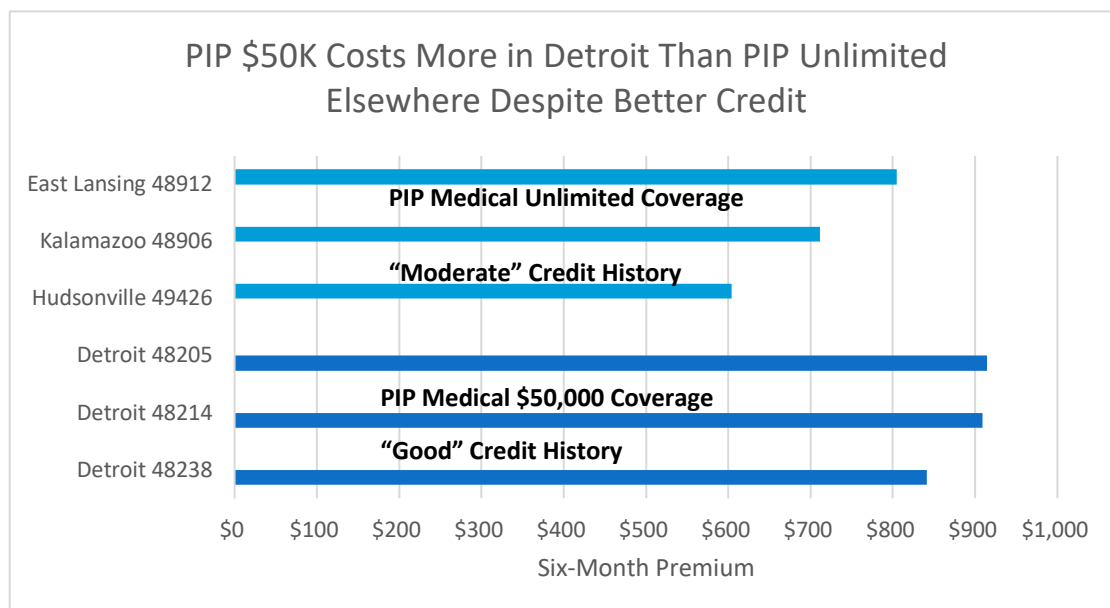 PIP $50K Costs More in Detroit Than PIP Unlimited
Elsewhere Despite Better Credit
East Lansing 48912
PIP Medical Unlimited Coverage
Kalamazoo 48906
“Moderate” Credit History
Hudsonville 49426
Detroit 48205
PIP Medical $50,000 Coverage
Detroit 48214
“Good” Credit History
Detroit 48238
$0 $100 $200 $300 $400 $500 $600 $700 $800 $900 $1,000
Six-Month Premium